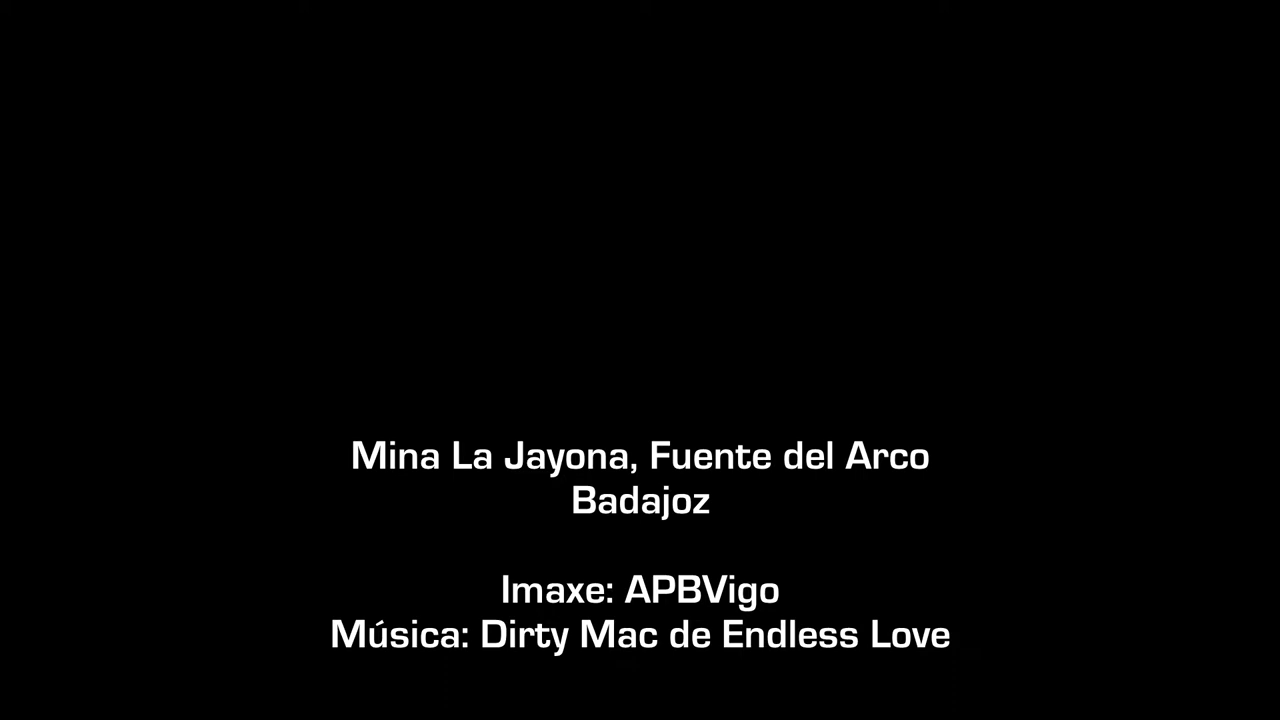 Mina La Jayona, Fuente del Arco
Badajoz
Imaxe: APBVigo
Música: Dirty Mac de Endless Love